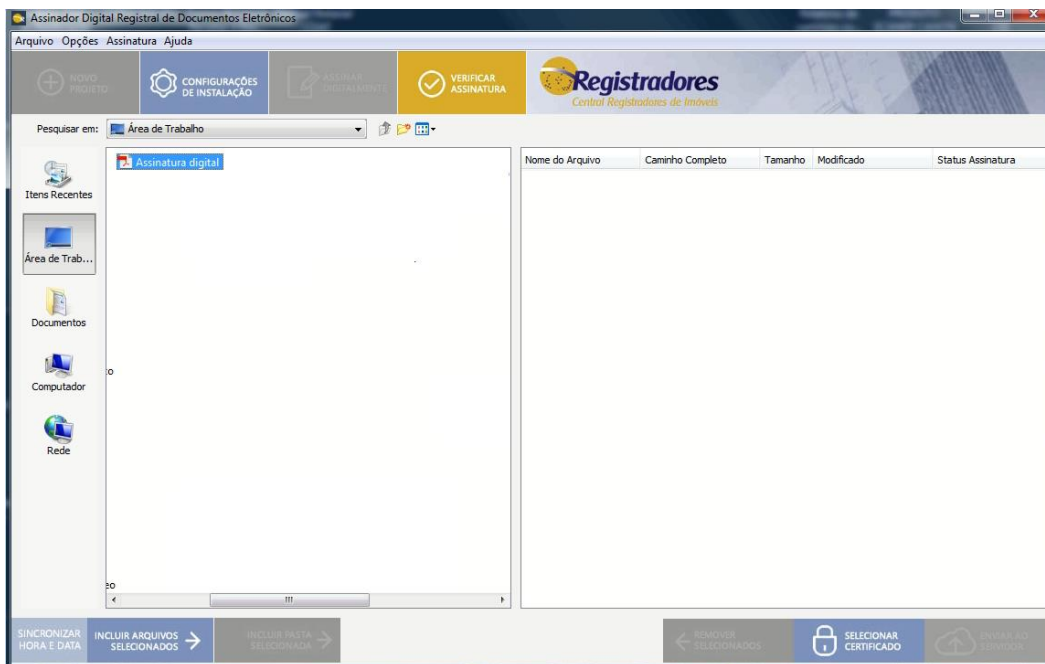 Assinador Digital Registral de Documentos Eletrônicos
Arquivo Opções Assinatura Ajuda
NOVO
PROJETO
CONFIGURAÇÕES
DE INSTALAÇÃO
ASSINAR
DIGITALMENTE
VERIFICAR
ASSINATURA
Registradores
Central Registradores de Imóveis
Pesquisar em: Área de Trabalho
Assinatura digital
Nome do Arquivo Caminho Completo Tamanho Modificado Status Assinatura
Itens Recentes
Área de Trab...
Documentos
Computador
Rede
o
eo
SINCRONIZAR
HORA E DATA
INCLUIR ARQUIVOS
SELECIONADOS
INCLUIR PASTA
SELECIONADA
REMOVER
SELECIONADOS
SELECIONAR
CERTIFICADO
ENVIAR AO
SERVIDOR